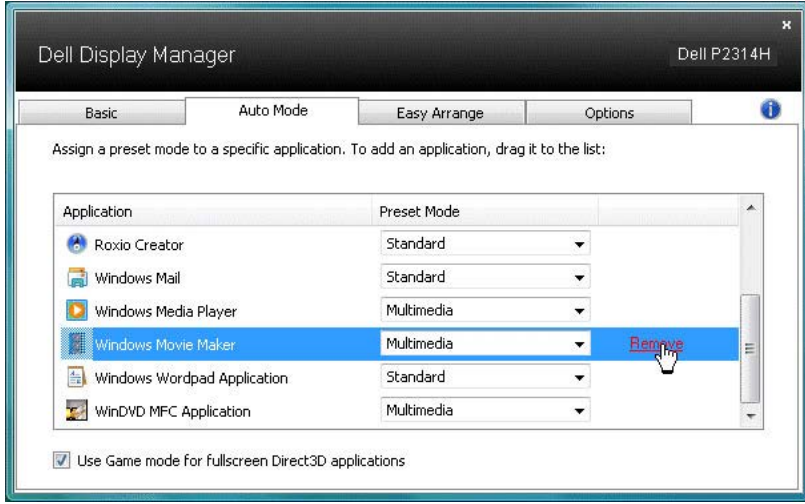 x
Dell Display Manager Dell P2314H
Basic Auto Mode Easy Arrange Options i
Assign a preset mode to a specific application. To add an application, drag it to the list:
Application Preset Mode
Roxio Creator Standard
Windows Mail Standard
Windows Media Player Multimedia
Windows Movie Maker Multimedia Remove
Windows Wordpad Application Standard
WinDVD MFC Application Multimedia
Use Game mode for fullscreen Direct3D applications